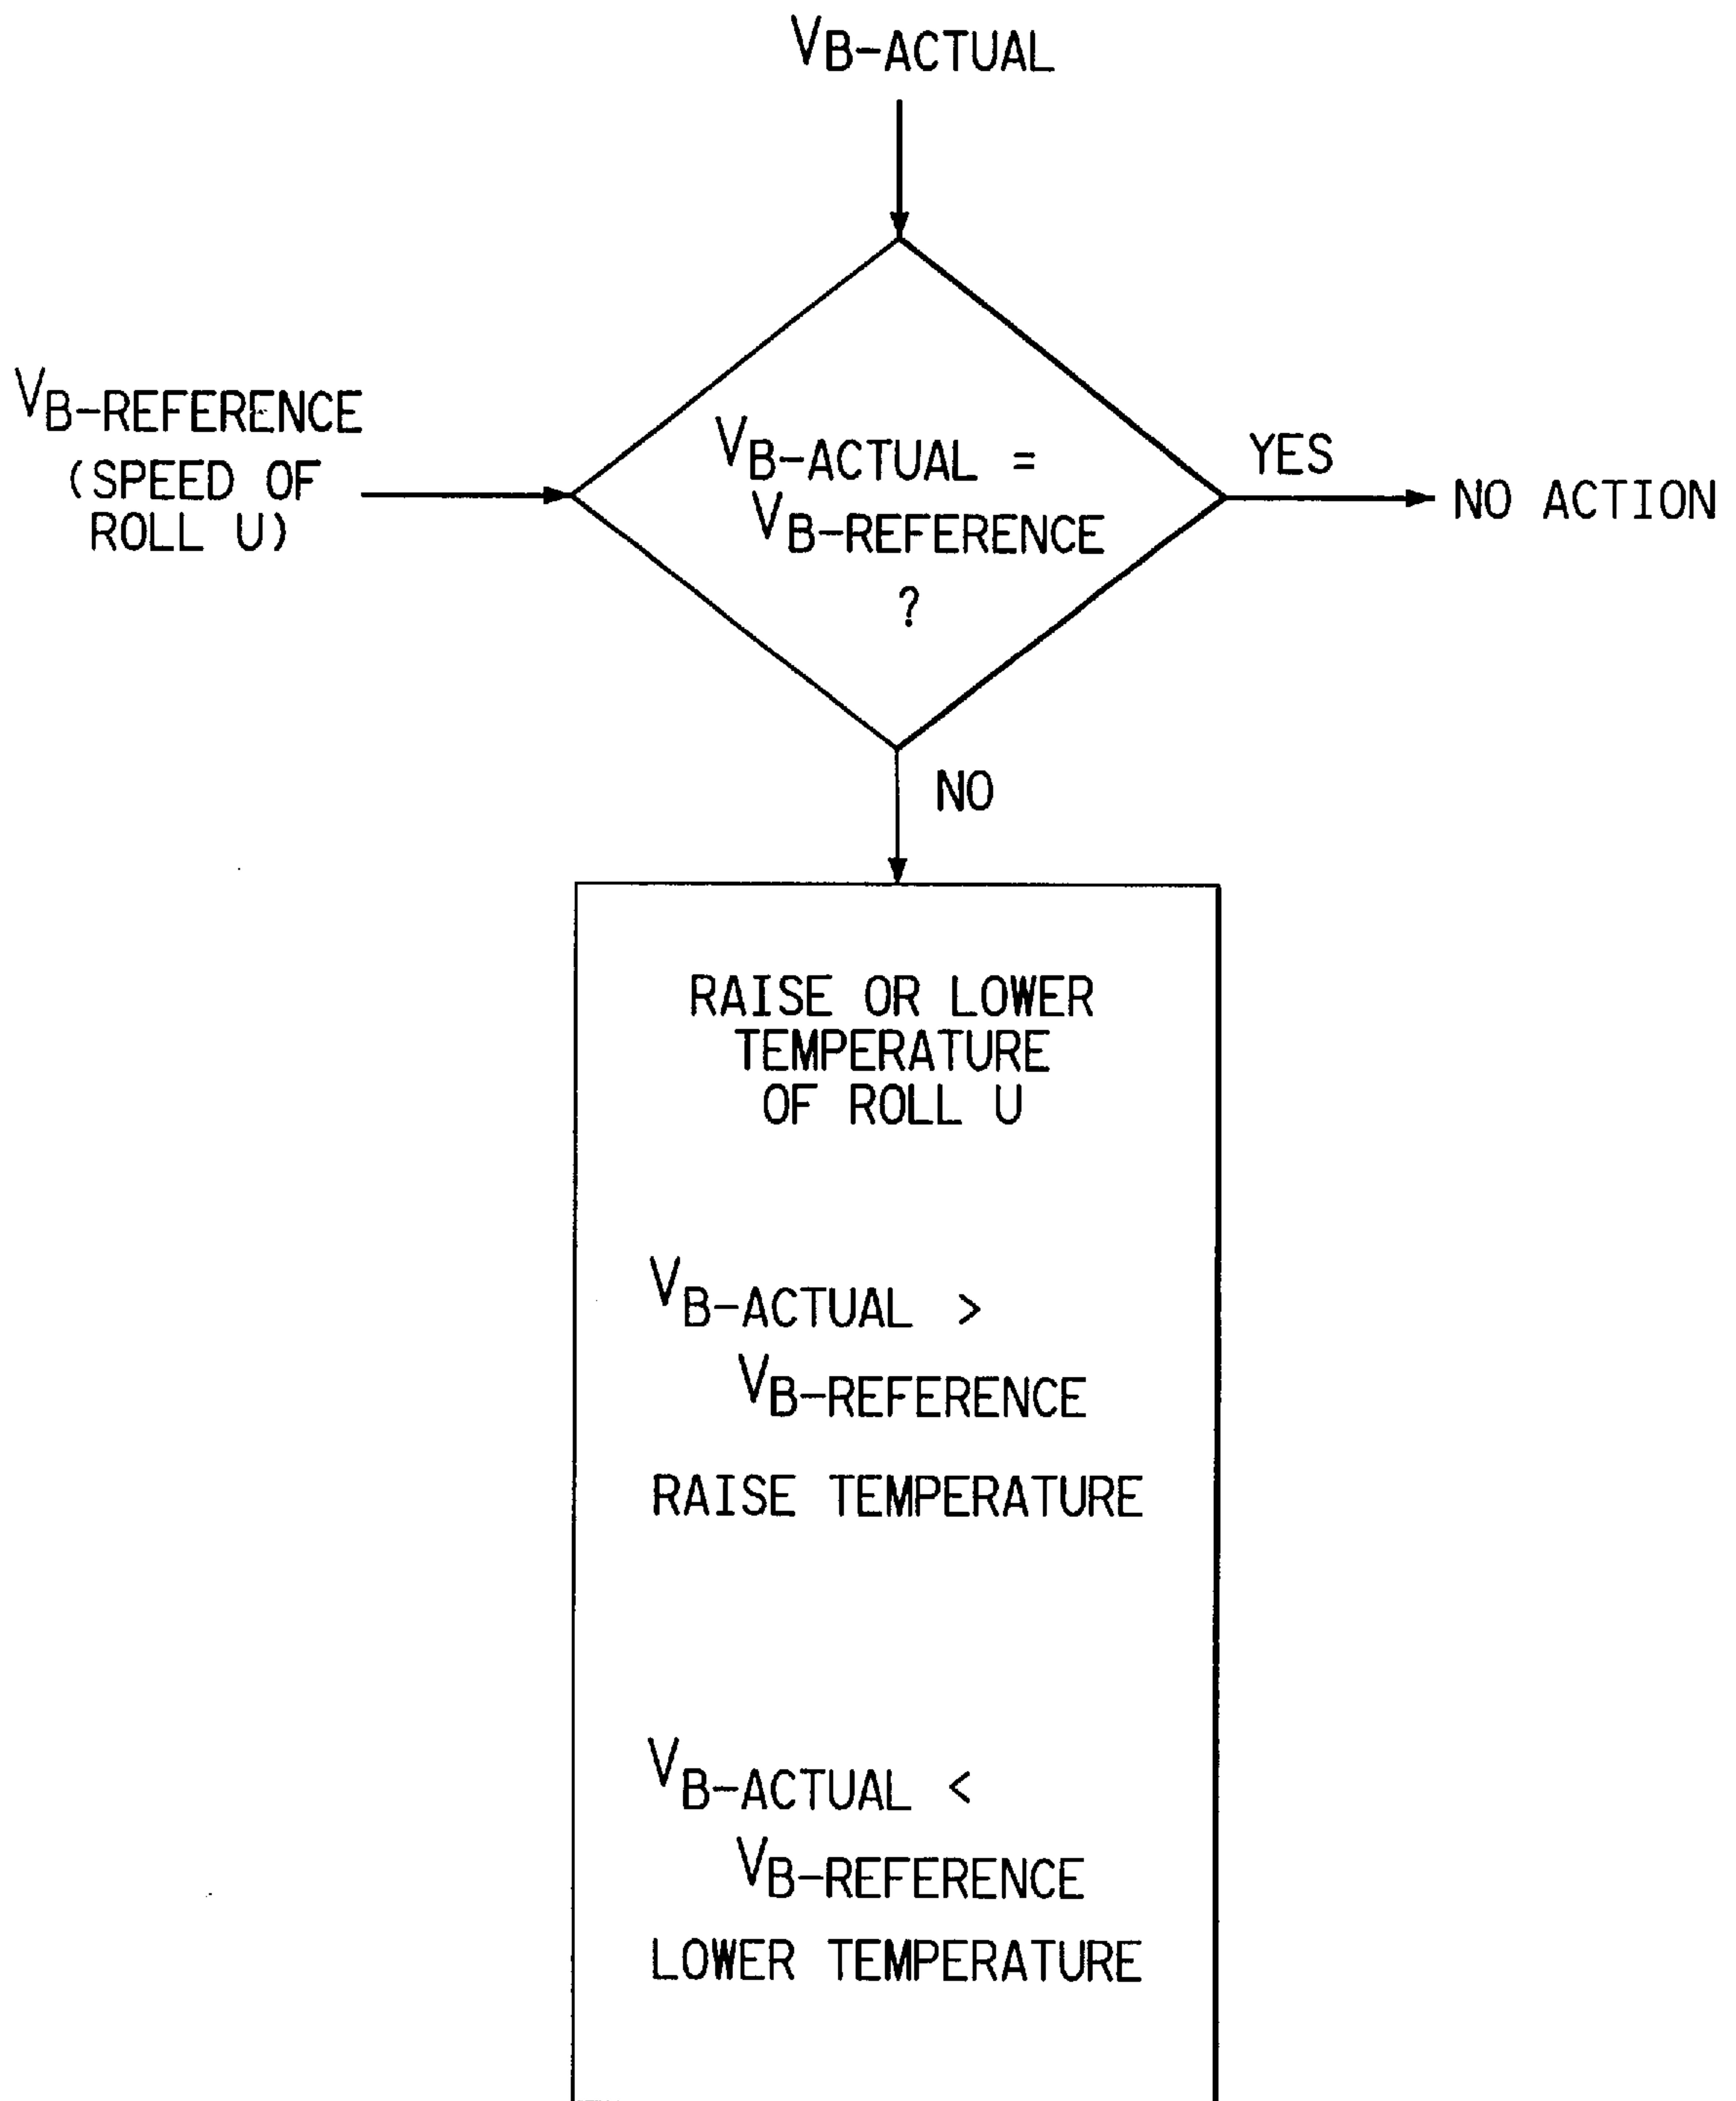 VB-ACTUAL
VB-REFERENCE
(SPEED OF
ROLL U)
VB-ACTUAL =
VB-REFERENCE
?
YES
NO ACTION
NO
RAISE OR LOWER
TEMPERATURE
OF ROLL U
VB-ACTUAL >
VB-REFERENCE
RAISE TEMPERATURE
VB-ACTUAL <
VB-REFERENCE
LOWER TEMPERATURE